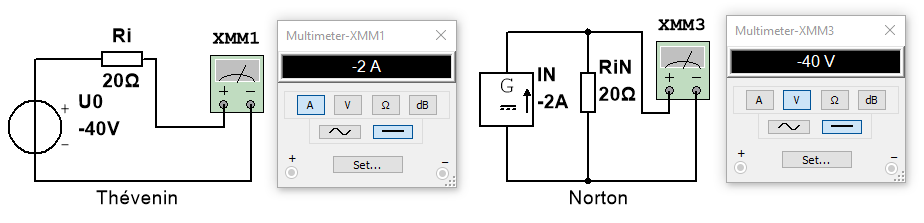 Ri
20Ω
U0
-40V
+
−
XMM1
+ −
Thévenin
Multimeter-XMM1 ×
-2 A
A V Ω dB
+ −
Set...
G
IN
-2A
RiN
20Ω
XMM3
+ −
Norton
Multimeter-XMM3 ×
-40 V
A V Ω dB
+ −
Set...